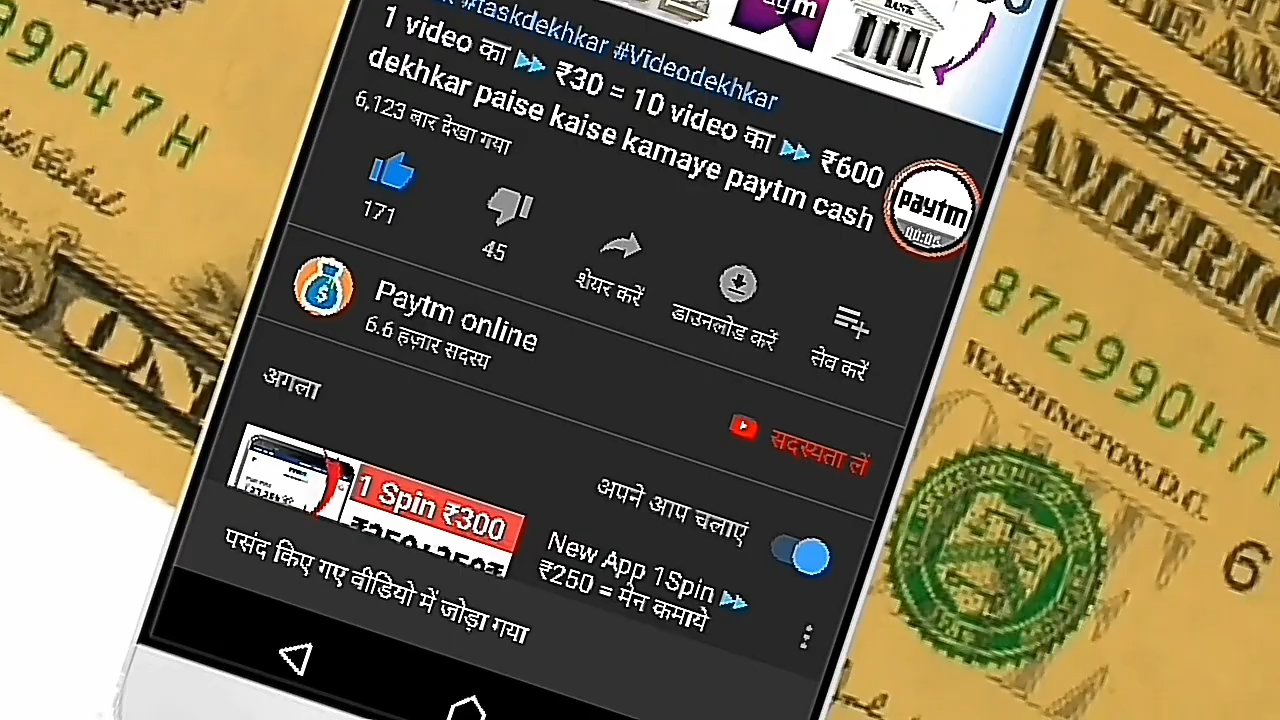 #taskdekhkar #Videodekhkar
1 video का ₹30 = 10 video का ₹600
dekhkar paise kaise kamaye paytm cash
6,123 बार देखा गया
171
45
शेयर करें
डाउनलोड करें
सेव करें
paytm
Paytm online
6.6 हज़ार सदस्य
सदस्यता लें
अगला
अपने आप चलाएं
1 Spin ₹300
New App 1Spin
₹250 = मेन कमाये
पसंद किए गए वीडियो में जोड़ा गया
BANK
99047H
87299047
WASHINGTON, D.C.
6